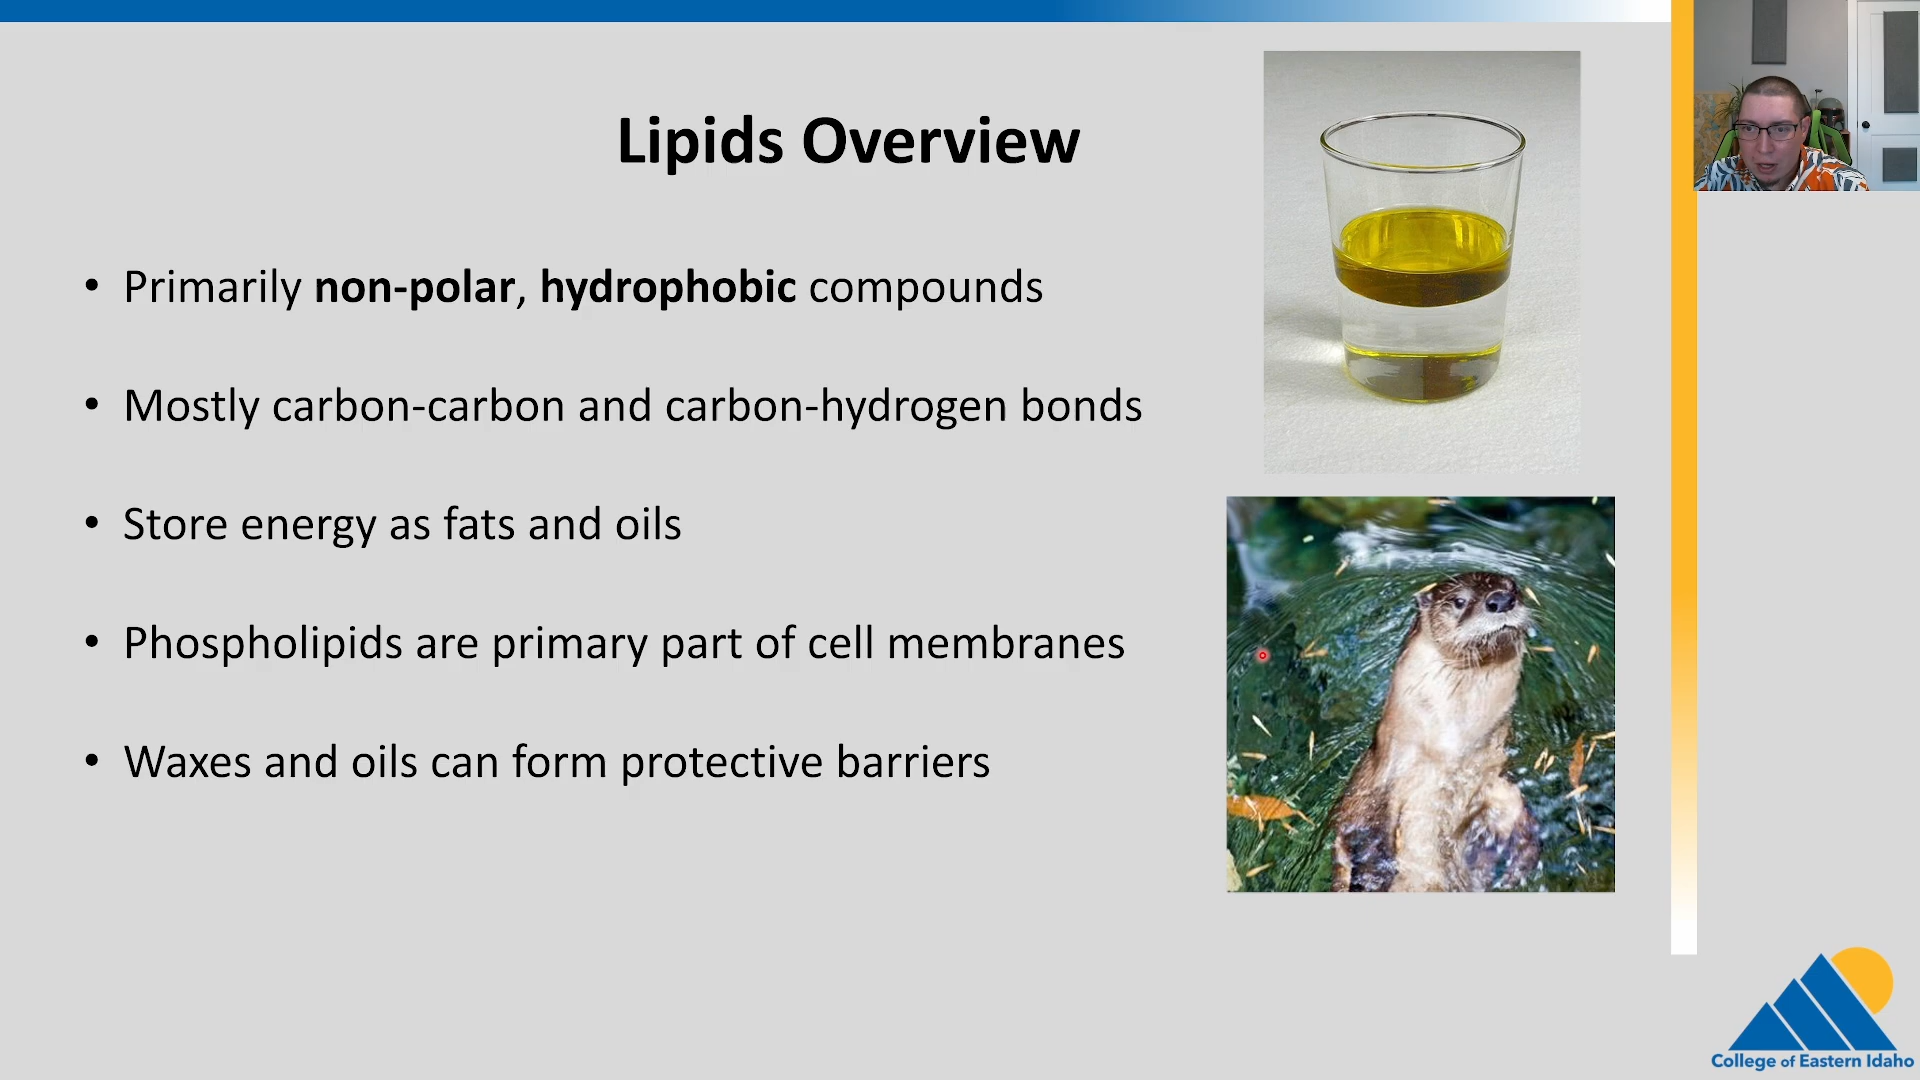 Lipids Overview
• Primarily non-polar, hydrophobic compounds
• Mostly carbon-carbon and carbon-hydrogen bonds
• Store energy as fats and oils
• Phospholipids are primary part of cell membranes
• Waxes and oils can form protective barriers
College of Eastern Idaho